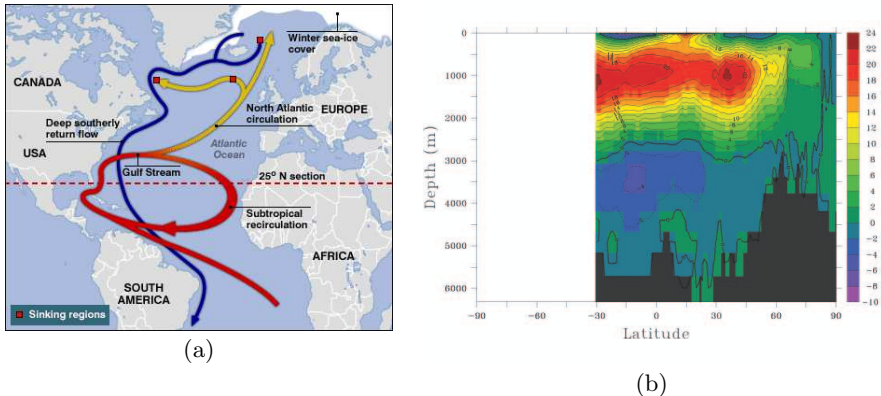 Winter sea-ice
cover
CANADA
North Atlantic
circulation
EUROPE
Deep southerly
return flow
Atlantic
Ocean
USA
Gulf Stream
25º N section
Subtropical
recirculation
AFRICA
SOUTH
AMERICA
Sinking regions
(a)
0
1000
2000
3000
4000
5000
6000
Depth (m)
-90
-60
-30
0
30
60
90
Latitude
24
22
20
18
16
14
12
10
8
6
4
2
0
-2
-4
-6
-8
-10
(b)